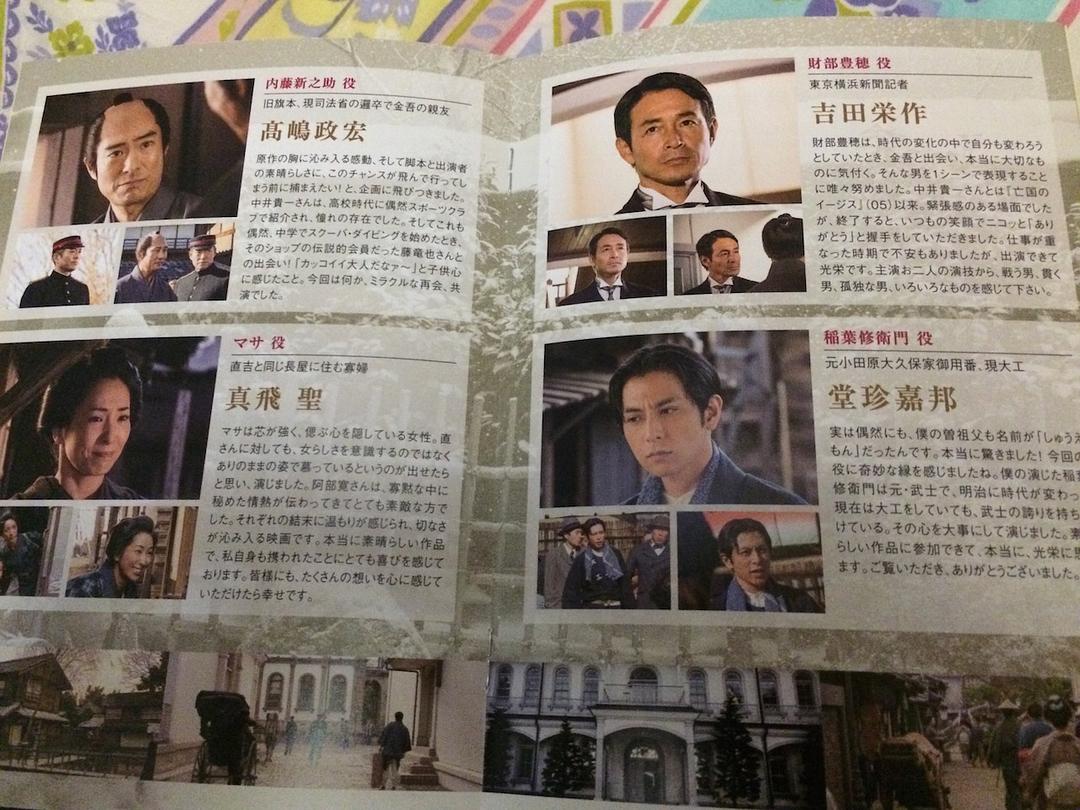 内藤新之助 役
旧旗本、現司法省の邏卒で金吾の親友
髙嶋政宏
原作の胸に沁み入る感動、そして脚本と出演者
の素晴らしさに、このチャンスが飛んで行ってし
まう前に捕まえたい!と、企画に飛びつきました。
中井貴一さんは、高校時代に偶然スポーツクラ
ブで紹介され、憧れの存在でした。そしてこれも
偶然、中学でスクーバ・ダイビングを始めたとき、
そのショップの伝説的会員だった藤竜也さんと
の出会い!「カッコイイ大人だなァ〜」と子供心
に感じたこと。今回は何か、ミラクルな再会、共
演でした。
財部豊穂 役
東京横浜新聞記者
吉田栄作
財部豊穂は、時代の変化の中で自分も変わろう
としていたとき、金吾と出会い、本当に大切なも
のに気付く。そんな男を1シーンで表現すること
に唯々努めました。中井貴一さんとは『亡国の
イージス』(05)以来。緊張感のある場面でした
が、終了すると、いつもの笑顔でニコッと「ありが
とう」と握手をしていただきました。仕事が重
なった時期で不安もありましたが、出演できて
光栄です。主演お二人の演技から、戦う男、貫く
男、孤独な男、いろいろなものを感じて下さい。
マサ 役
直吉と同じ長屋に住む寡婦
真飛 聖
マサは芯が強く、偲ぶ心を隠している女性。直
さんに対しても、女らしさを意識するのではなく
ありのままの姿で慕っているというのが出せたら
と思い、演じました。阿部寛さんは、寡黙な中に
秘めた情熱が伝わってきてとても素敵な方で
した。それぞれの結末に温もりが感じられ、切なさ
が沁み入る映画です。本当に素晴らしい作品
で、私自身も携われたことにとても喜びを感じて
おります。皆様にも、たくさんの想いを心に感じて
いただけたら幸せです。
稲葉修衛門 役
元小田原大久保家御用番、現大工
堂珍嘉邦
実は偶然にも、僕の曽祖父も名前が「しゅうえ
もん」だったんです。本当に驚きました!今回の
役に奇妙な縁を感じましたね。僕の演じた稲葉
修衛門は元・武士で、明治に時代が変わっ
現在は大工をしていても、武士の誇りを持ち
けている。その心を大事にして演じました。素
らしい作品に参加できて、本当に、光栄に思
ます。ご覧いただき、ありがとうございました。